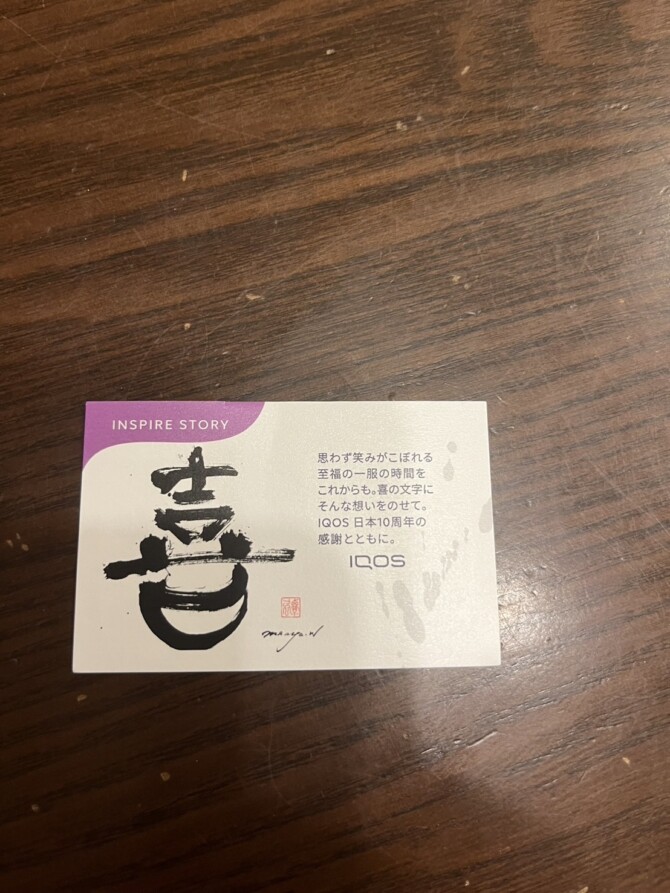 INSPIRE STORY
喜
思わず笑みがこぼれる
至福の一服の時間を
これからも。喜の文字に
そんな想いをのせて。
IQOS 日本10周年の
感謝とともに。
IQOS